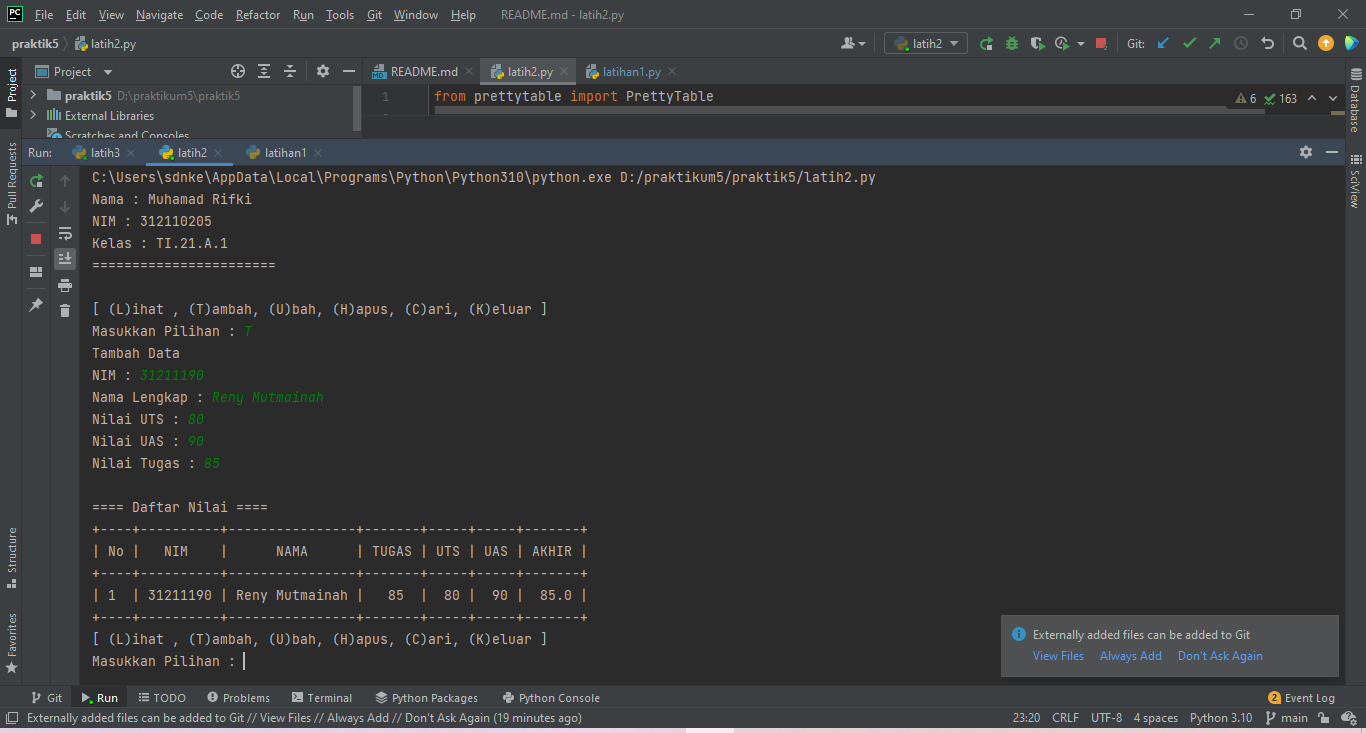 PC File Edit View Navigate Code Refactor Run Tools Git Window Help README.md - latih2.py
praktik5 latih2.py latih2 Git:
Project README.md latih2.py latihan1.py
praktik5 D:\praktikum5\praktik5
External Libraries
Scratches and Consoles
1 from prettytable import PrettyTable
6 163
Project
Pull Requests
Structure
Favorites
Database
SciView
Run: latih3 latih2 latihan1
C:\Users\sdnke\AppData\Local\Programs\Python\Python310\python.exe D:/praktikum5/praktik5/latih2.py
Nama : Muhamad Rifki
NIM : 312110205
Kelas : TI.21.A.1
=======================
[ (L)ihat , (T)ambah, (U)bah, (H)apus, (C)ari, (K)eluar ]
Masukkan Pilihan : T
Tambah Data
NIM : 31211190
Nama Lengkap : Reny Mutmainah
Nilai UTS : 80
Nilai UAS : 90
Nilai Tugas : 85
==== Daftar Nilai ====
+----+----------+----------------+-------+-----+-----+-------+
| No |   NIM    |      NAMA      | TUGAS | UTS | UAS | AKHIR |
+----+----------+----------------+-------+-----+-----+-------+
| 1  | 31211190 | Reny Mutmainah |   85  |  80 |  90 |  85.0 |
+----+----------+----------------+-------+-----+-----+-------+
[ (L)ihat , (T)ambah, (U)bah, (H)apus, (C)ari, (K)eluar ]
Masukkan Pilihan :
Externally added files can be added to Git
View Files Always Add Don't Ask Again
Git Run TODO Problems Terminal Python Packages Python Console 2 Event Log
Externally added files can be added to Git // View Files // Always Add // Don't Ask Again (19 minutes ago) 23:20 CRLF UTF-8 4 spaces Python 3.10 main